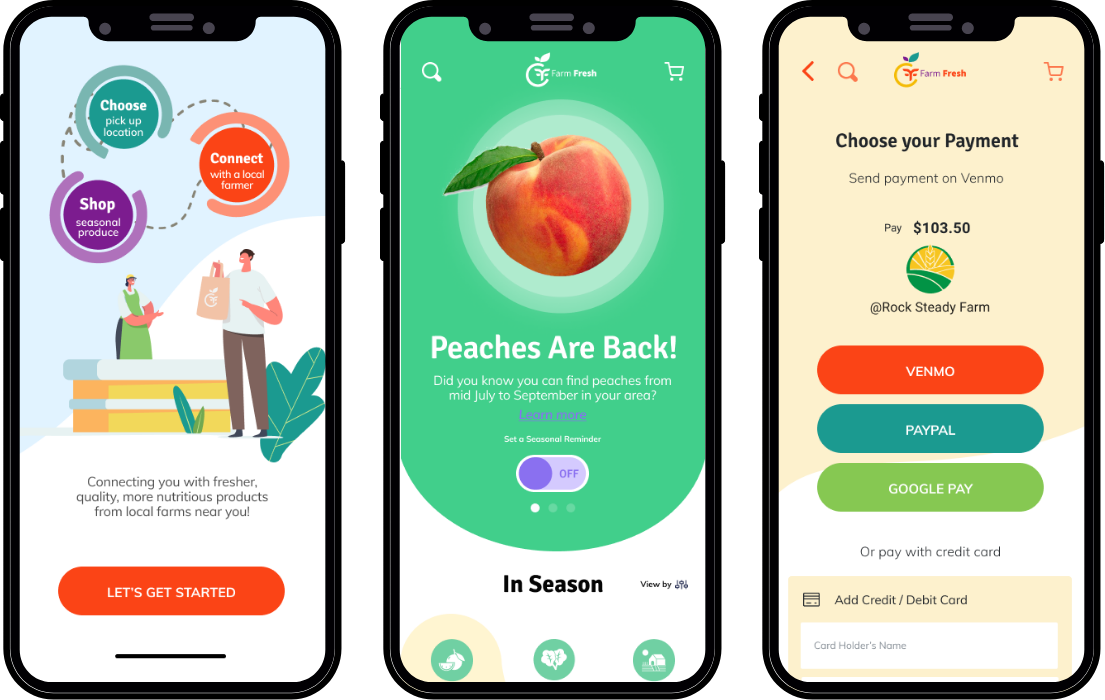 Choose
pick up
location
Connect
with a local
farmer
Shop
seasonal
produce
Connecting you with fresher,
quality, more nutritious products
from local farms near you!
LET'S GET STARTED
Farm Fresh
Peaches Are Back!
Did you know you can find peaches from
mid July to September in your area?
Learn more
Set a Seasonal Reminder
OFF
In Season
View by
Farm Fresh
Choose your Payment
Send payment on Venmo
Pay $103.50
@Rock Steady Farm
VENMO
PAYPAL
GOOGLE PAY
Or pay with credit card
Add Credit / Debit Card
Card Holder's Name